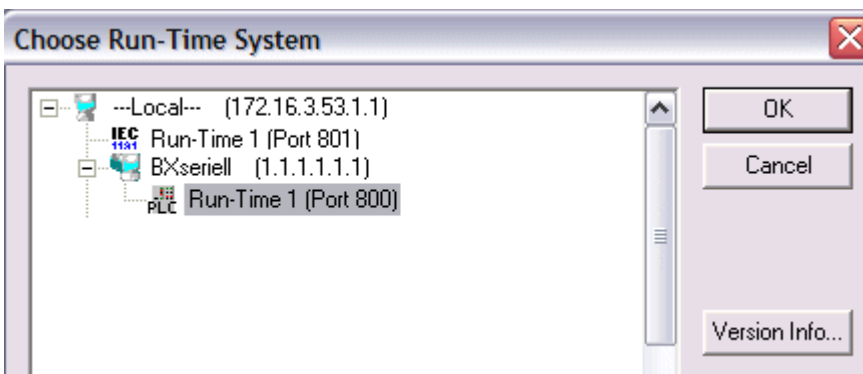 Choose Run-Time System
---Local--- (172.16.3.53.1.1)
IEC 1131 Run-Time 1 (Port 801)
BXseriell (1.1.1.1.1.1)
PLC Run-Time 1 (Port 800)
OK
Cancel
Version Info...